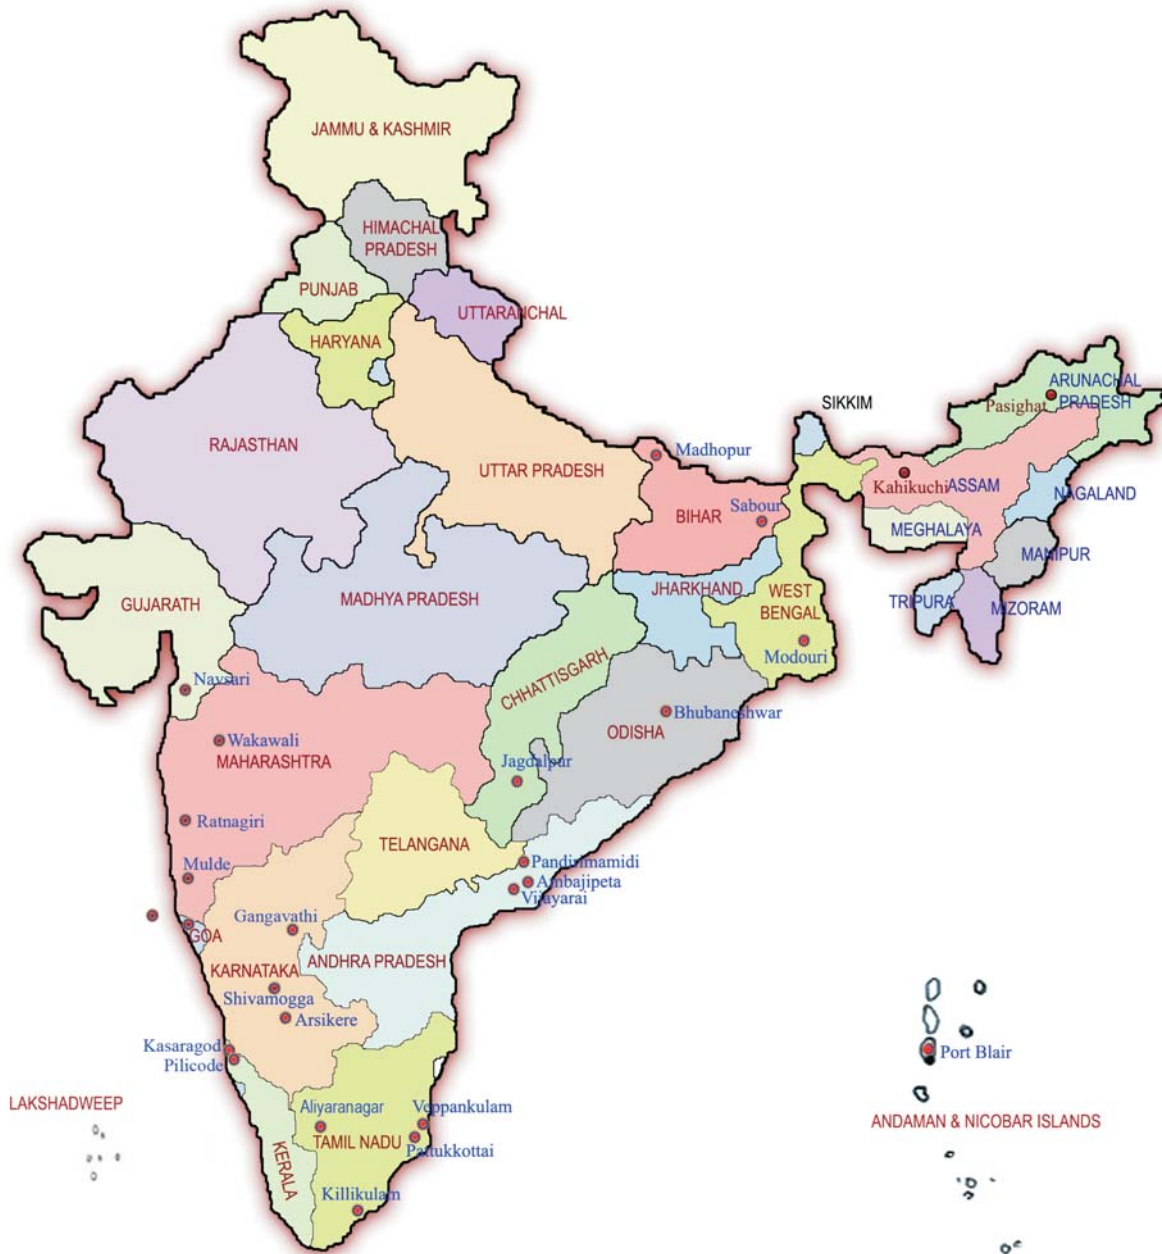 JAMMU & KASHMIR
HIMACHAL
PRADESH
PUNJAB
UTTARANCHAL
HARYANA
SIKKIM
ARUNACHAL
PRADESH
Pasighat
RAJASTHAN
UTTAR PRADESH
Madhopur
Kahikuchi
ASSAM
NAGALAND
Sabour
BIHAR
MEGHALAYA
MANIPUR
GUJARATH
MADHYA PRADESH
JHARKHAND
WEST
BENGAL
TRIPURA
MIZORAM
Modouri
CHHATTISGARH
Navsari
Bhubaneshwar
ODISHA
Wakawali
MAHARASHTRA
Jagdalpur
Ratnagiri
TELANGANA
Mulde
Pandirimamidi
Ambajipeta
Vijayarai
Gangavathi
GOA
ANDHRA PRADESH
KARNATAKA
Shivamogga
Arsikere
Kasaragod
Pilicode
Port Blair
LAKSHADWEEP
Aliyaranagar
Veppankulam
ANDAMAN & NICOBAR ISLANDS
TAMIL NADU
Pattukkottai
KERALA
Killikulam